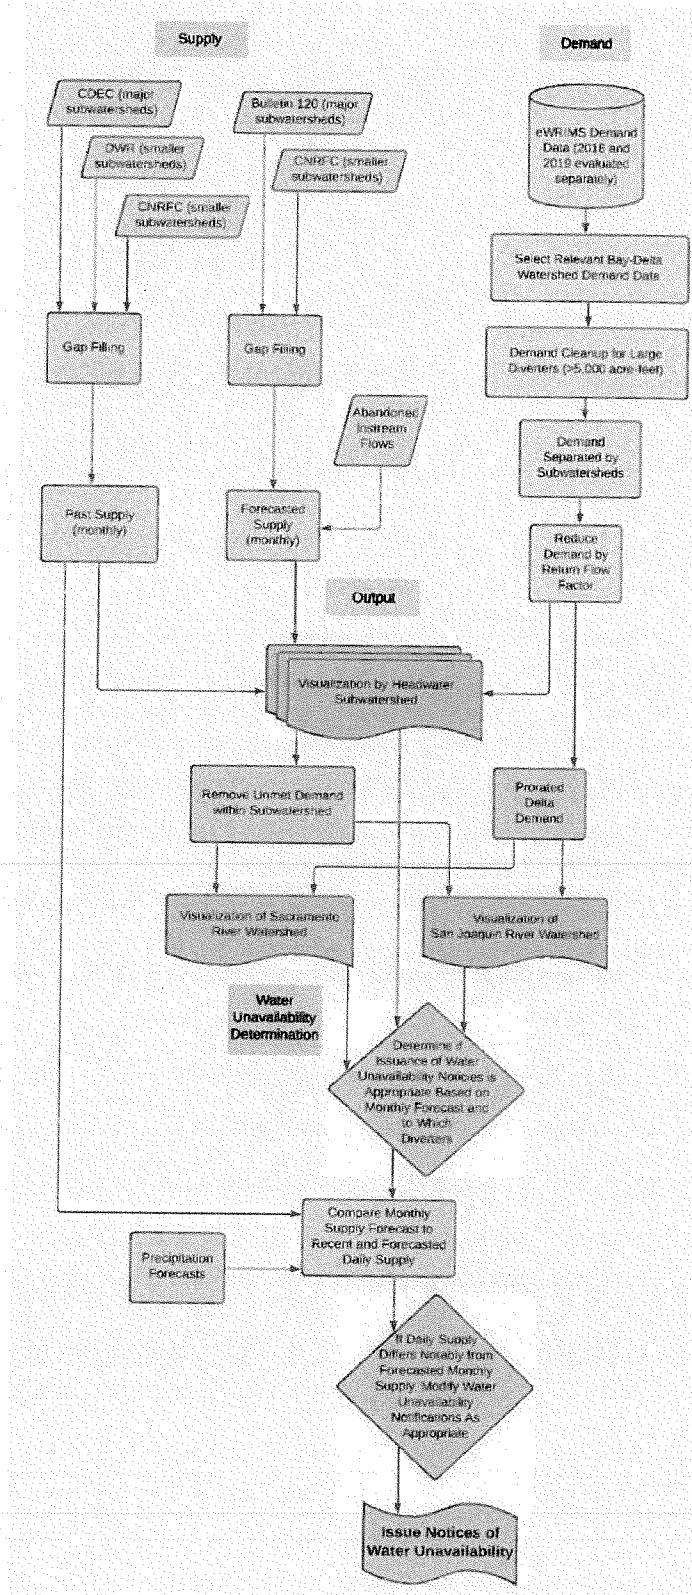 Supply
Demand
CDEC (major
subwatersheds)
DWR (smaller
subwatersheds)
CNRFC (smaller
subwatersheds)
Bulletin 120 (major
subwatersheds)
CNRFC (smaller
subwatersheds)
eWRIMS Demand
Data (2018 and
2019 evaluated
separately)
Select Relevant Bay-Delta
Watershed Demand Data
Gap Filling
Gap Filling
Demand Cleanup for Large
Diverters (>5,000 acre-feet)
Abandoned
Instream
Flows
Demand
Separated by
Subwatersheds
Past Supply
(monthly)
Forecasted
Supply
(monthly)
Reduce
Demand by
Return Flow
Factor
Output
Visualization by Headwater
Subwatershed
Remove Unmet Demand
within Subwatershed
Prorated
Delta
Demand
Visualization of Sacramento
River Watershed
Visualization of
San Joaquin River Watershed
Water
Unavailability
Determination
Determine if
Issuance of Water
Unavailability Noticies is
Appropriate Based on
Monthly Forecast and
to Which
Diverters
Compare Monthly
Supply Forecast to
Recent and Forecasted
Daily Supply
Precipitation
Forecasts
If Daily Supply
Differs Notably from
Forecasted Monthly
Supply, Modify Water
Unavailability
Notifications As
Appropriate
Issue Notices of
Water Unavailability